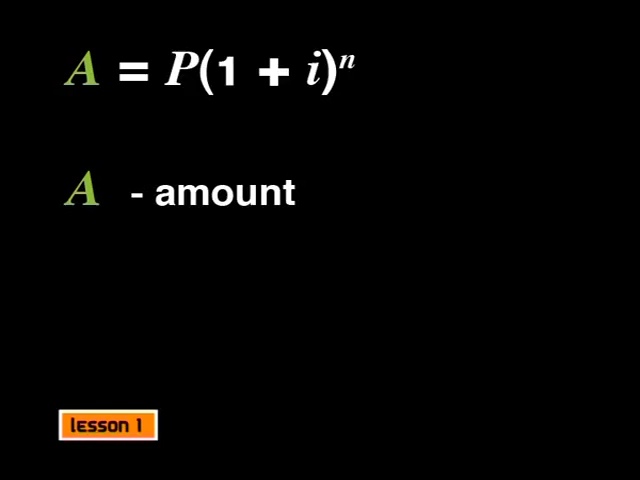 A = P(1 + i)ⁿ
A - amount
lesson 1